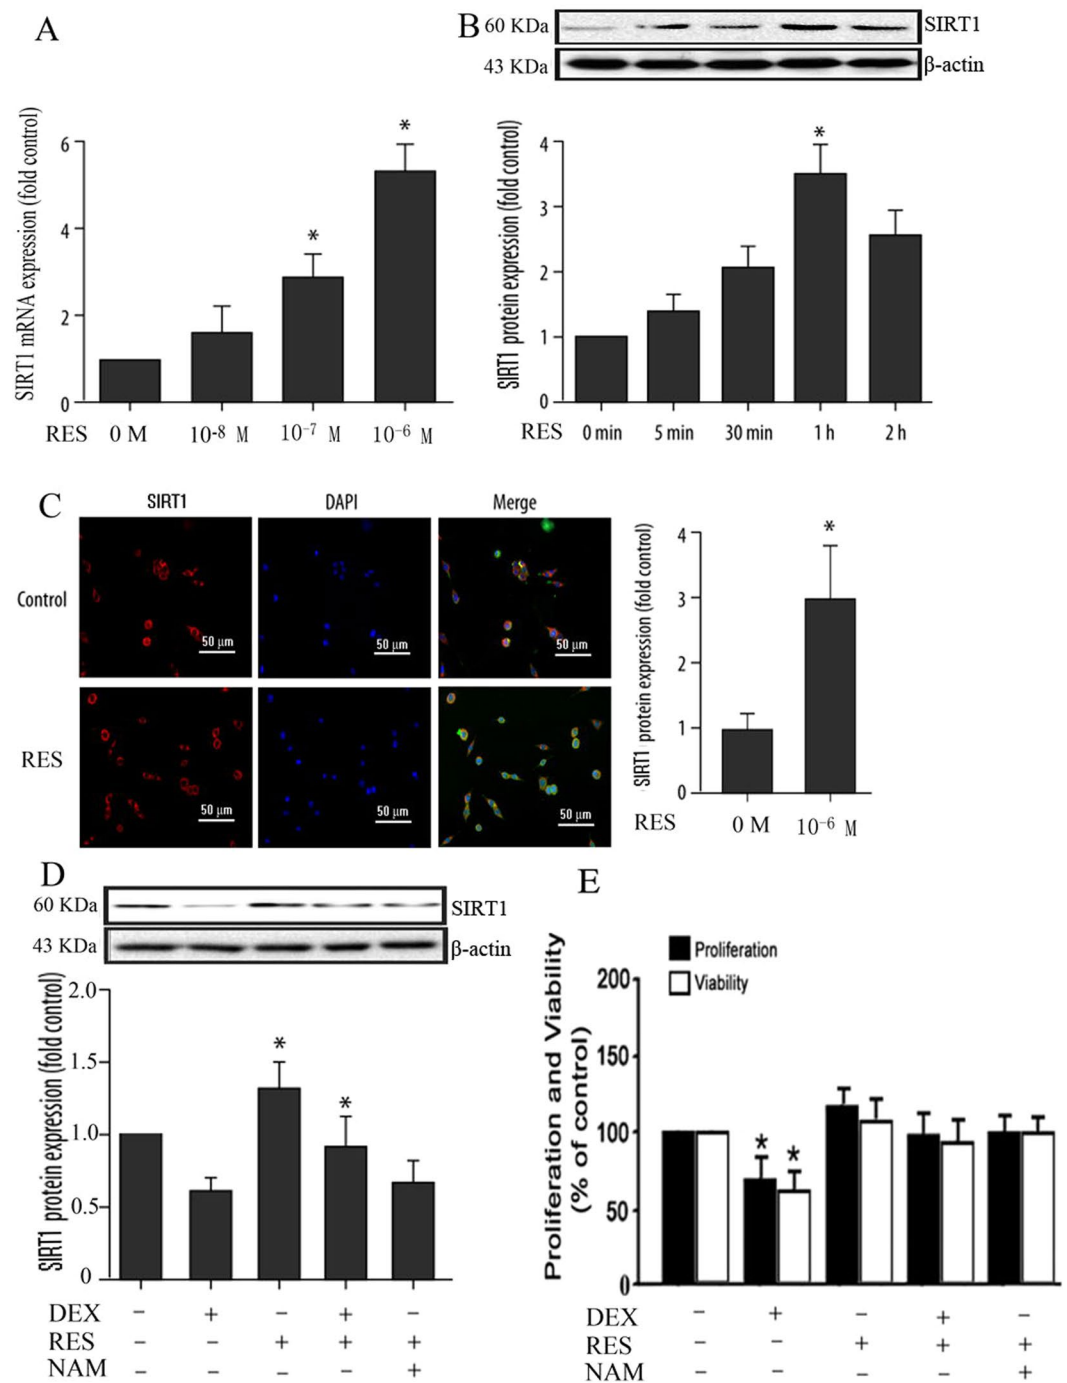 A
SIRT1 mRNA expression (fold control)
6
4
2
0
*
*
RES 0 M 10-8 M 10-7 M 10-6 M
B
60 KDa SIRT1
43 KDa β-actin
SIRT1 protein expression (fold control)
4
3
2
1
0
*
RES 0 min 5 min 30 min 1 h 2 h
C
SIRT1 DAPI Merge
Control
50 μm 50 μm 50 μm
RES
50 μm 50 μm 50 μm
SIRT1 protein expression (fold control)
4
3
2
1
0
*
RES 0 M 10-6 M
D
60 KDa SIRT1
43 KDa β-actin
SIRT1 protein expression (fold control)
2.0
1.5
1.0
0.5
0
*
*
DEX − + − + −
RES − − + + +
NAM − − − − +
E
Proliferation and Viability
(% of control)
Proliferation
Viability
200
150
100
50
0
* *
DEX − + − + −
RES − − + + +
NAM − − − − +